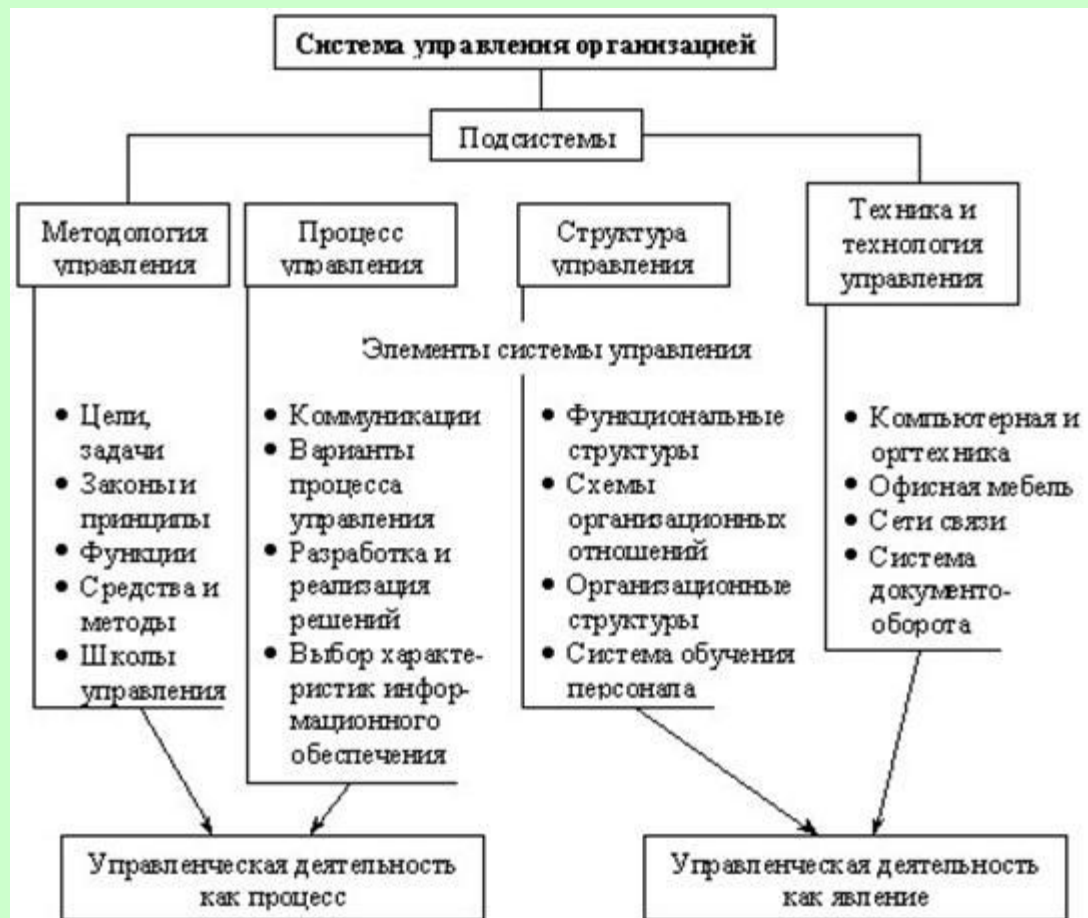 Система управления организацией
Подсистемы
Методология
управления
Процесс
управления
Структура
управления
Техника и
технология
управления
Элементы системы управления
• Цели,
задачи
• Законы и
принципы
• Функции
• Средства и
методы
• Школы
управления
• Коммуникации
• Варианты
процесса
управления
• Разработка и
реализация
решений
• Выбор характе-
ристик инфор-
мационного
обеспечения
• Функциональные
структуры
• Схемы
организационных
отношений
• Организационные
структуры
• Система обучения
персонала
• Компьютерная и
оргтехника
• Офисная мебель
• Сети связи
• Система
документо-
оборота
Управленческая деятельность
как процесс
Управленческая деятельность
как явление